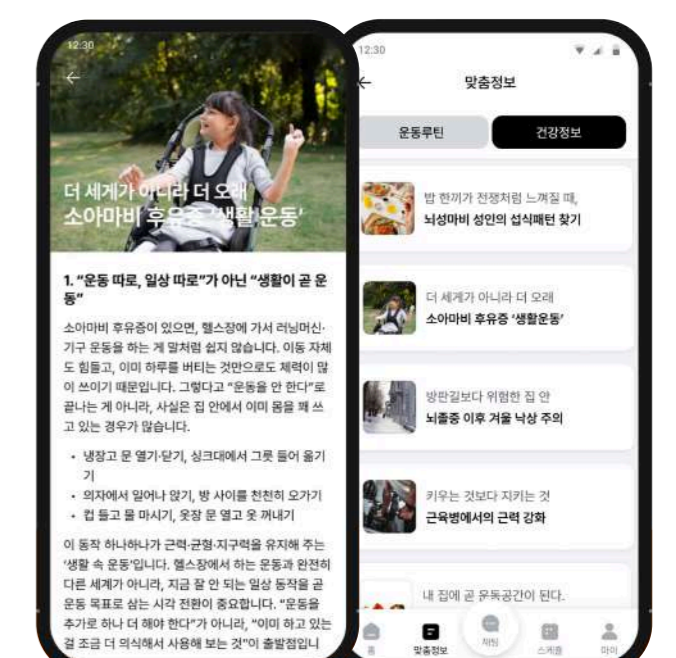 12:30
더 세게가 아니라 더 오래
소아마비 후유증 ‘생활 운동’
1. “운동 따로, 일상 따로”가 아닌 “생활이 곧 운
동”
소아마비 후유증이 있으면, 헬스장에 가서 러닝머신·
기구 운동을 하는 게 말처럼 쉽지 않습니다. 이동 자체
도 힘들고, 이미 하루를 버티는 것만으로도 체력이 많
이 쓰이기 때문입니다. 그렇다고 “운동을 안 한다”로
끝나는 게 아니라, 사실은 집 안에서 이미 몸을 꽤 쓰
고 있는 경우가 많습니다.
• 냉장고 문 열기·닫기, 싱크대에서 그릇 들어 옮기
기
• 의자에서 일어나 앉기, 방 사이를 천천히 오가기
• 컵 들고 물 마시기, 옷장 문 열고 옷 꺼내기
이 동작 하나하나가 근력·균형·지구력을 유지해 주는
‘생활 속 운동’입니다. 헬스장에서 하는 운동과 완전히
다른 세계가 아니라, 지금 잘 안 되는 일상 동작을 곧
운동 목표로 삼는 시각 전환이 중요합니다. “운동을
추가로 하나 더 해야 한다”가 아니라, “이미 하고 있는
걸 조금 더 의식해서 사용해 보는 것”이 출발점입니
12:30
맞춤정보
운동루틴
건강정보
밥 한끼가 전쟁처럼 느껴질 때,
뇌성마비 성인의 섭식패턴 찾기
더 세게가 아니라 더 오래
소아마비 후유증 ‘생활운동’
빙판길보다 위험한 집 안
뇌졸중 이후 겨울 낙상 주의
키우는 것보다 지키는 것
근육병에서의 근력 강화
내 집에 곧 운동공간이 된다.
홈
맞춤정보
채팅
스케줄
마이